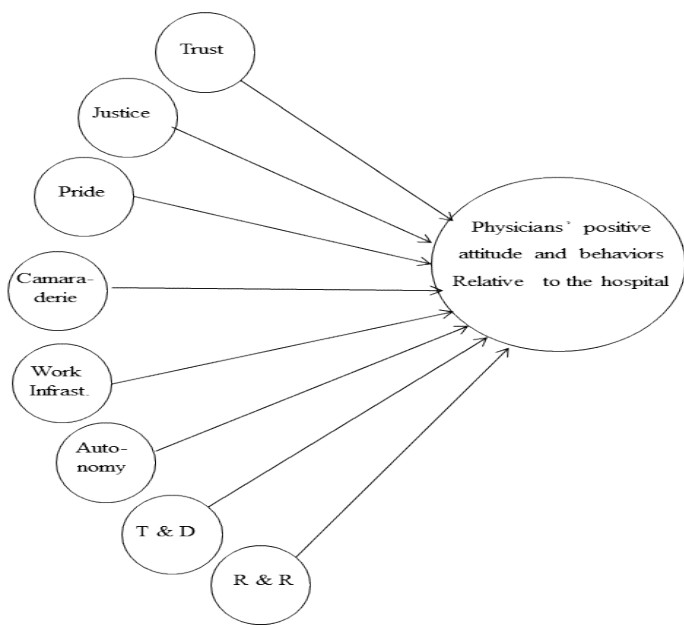 Trust
Justice
Pride
Camara-
derie
Work
Infrast.
Auto-
nomy
T & D
R & R
Physicians` positive
attitude and behaviors
Relative to the hospital